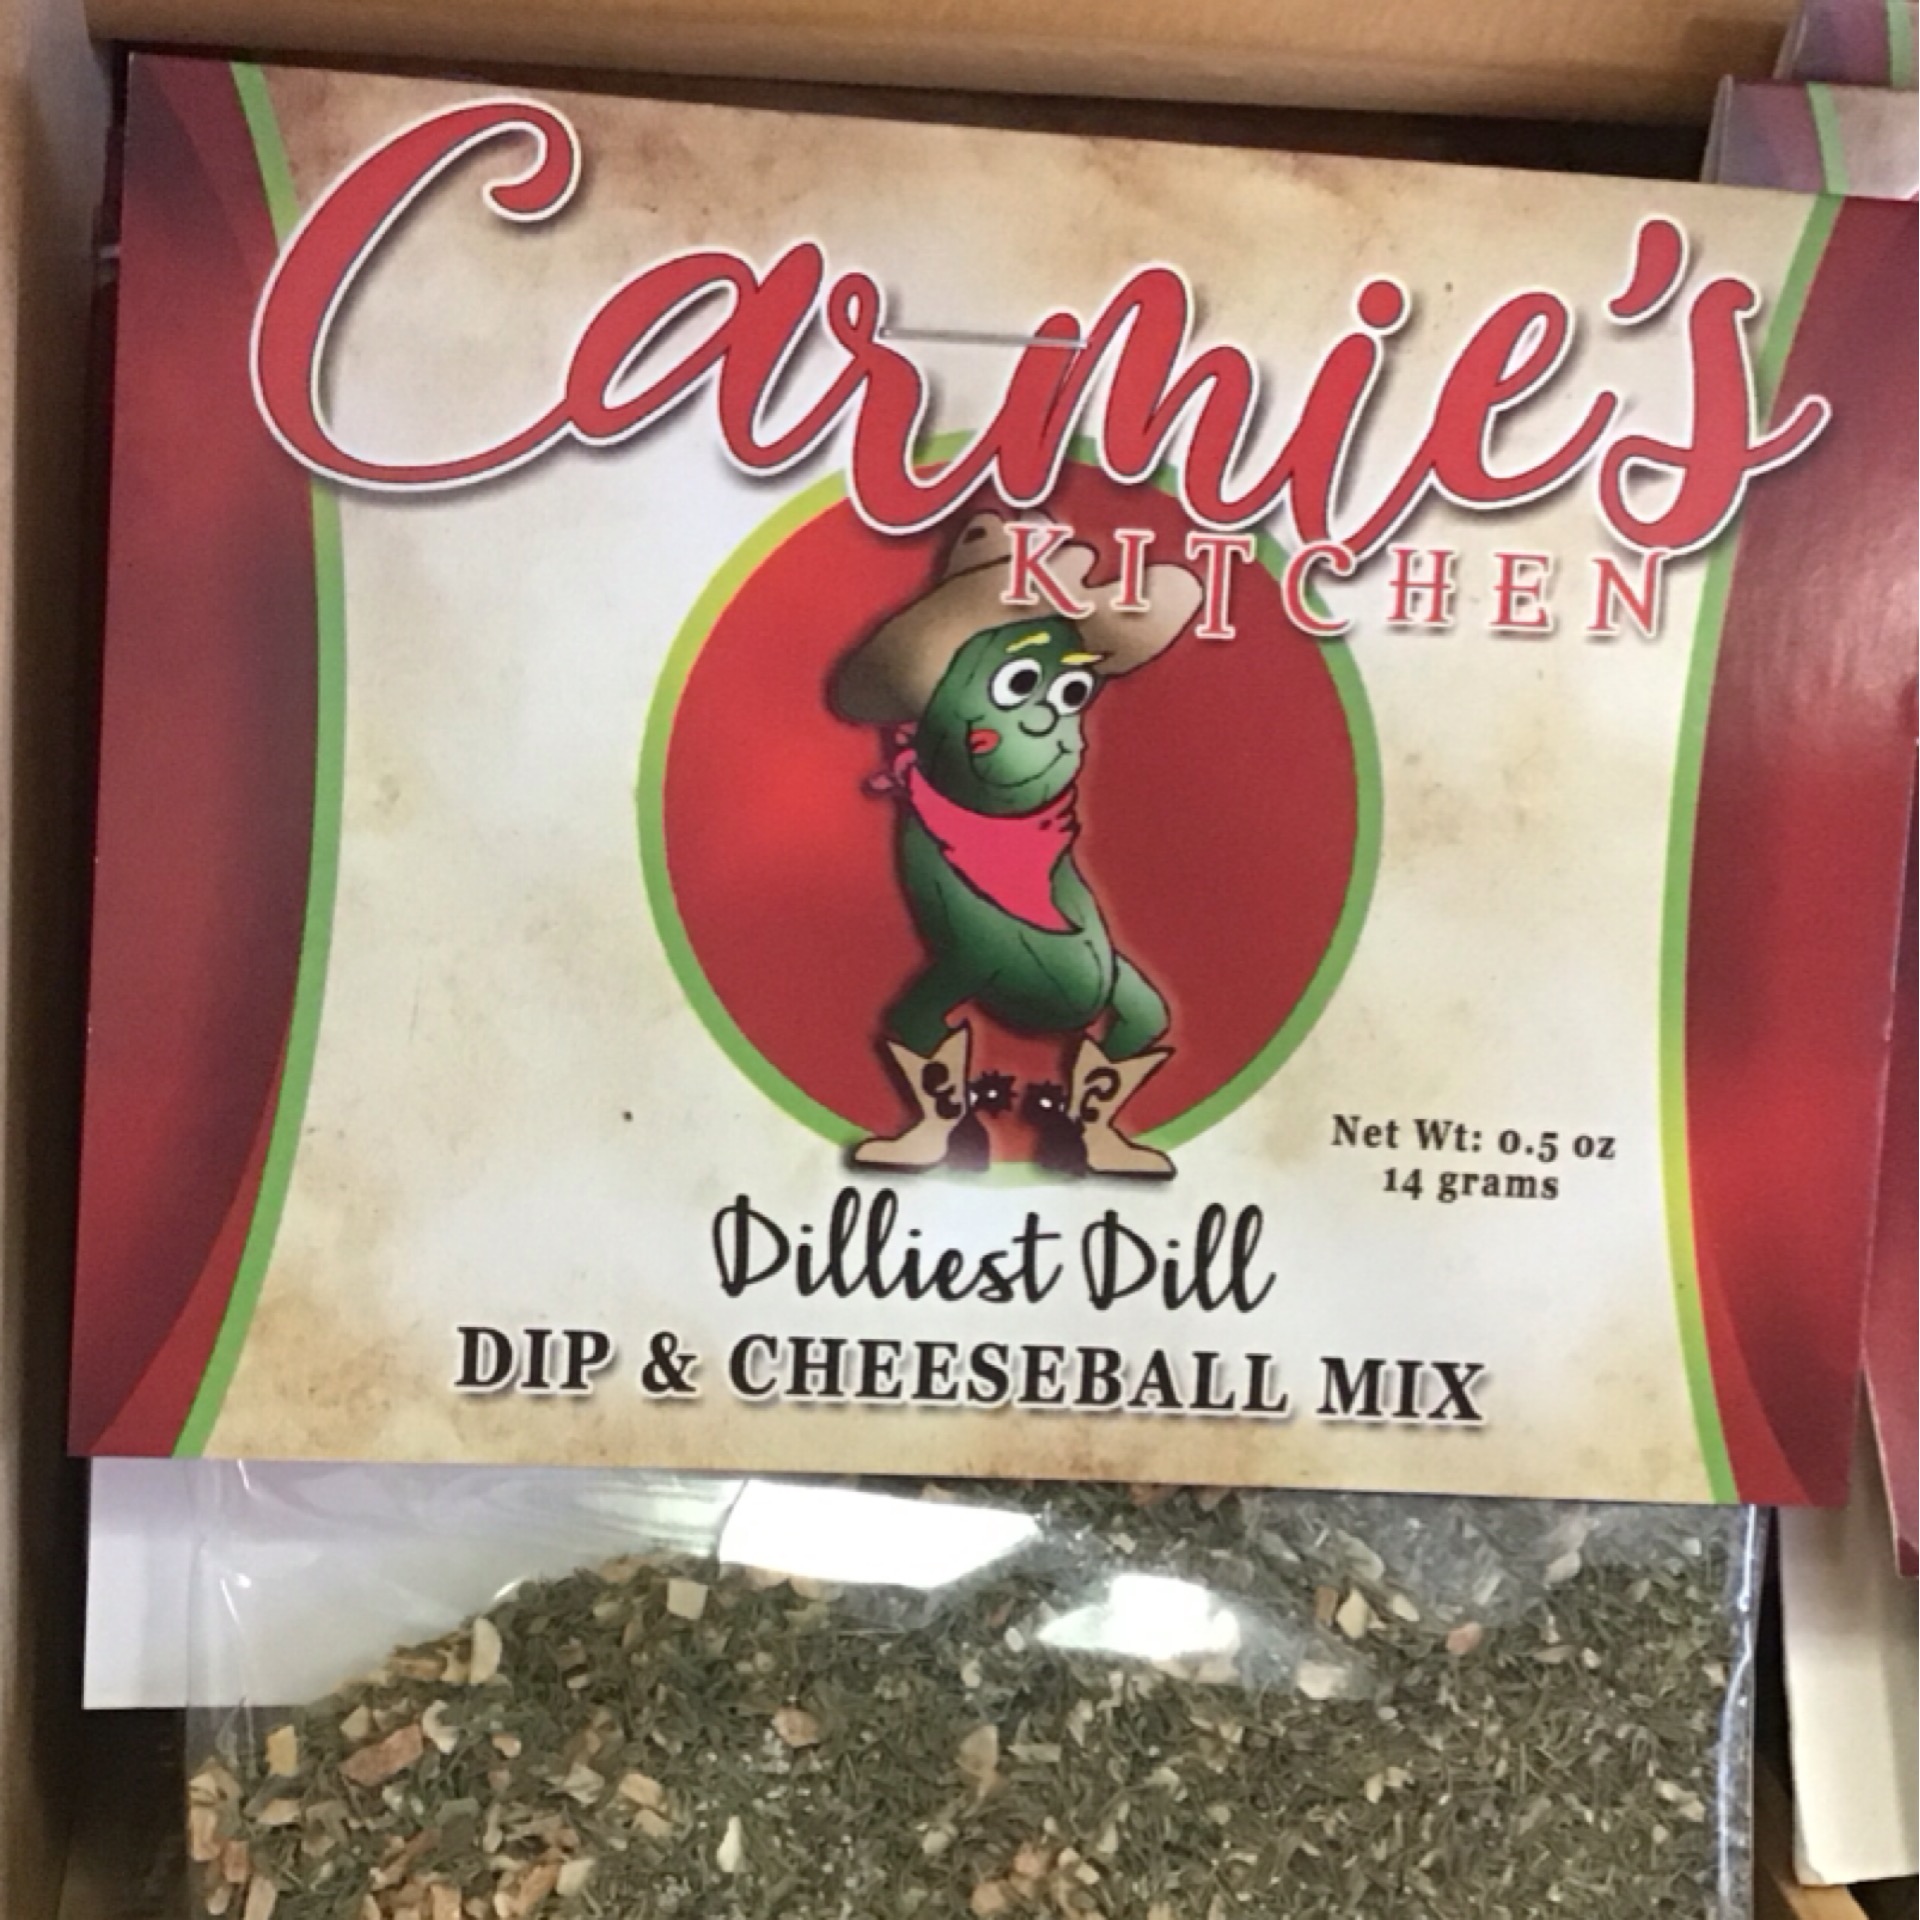 Carmie's
KITCHEN
Net Wt: 0.5 oz
14 grams
Dilliest Dill
DIP & CHEESEBALL MIX